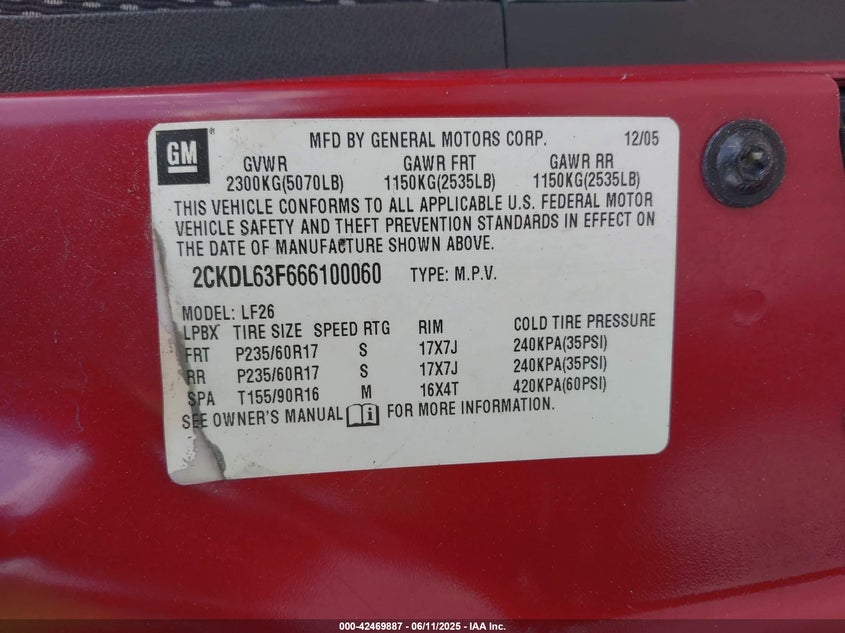 GM ® MFD BY GENERAL MOTORS CORP. 12/05
GVWR GAWR FRT GAWR RR
2300KG(5070LB) 1150KG(2535LB) 1150KG(2535LB)
THIS VEHICLE CONFORMS TO ALL APPLICABLE U.S. FEDERAL MOTOR
VEHICLE SAFETY AND THEFT PREVENTION STANDARDS IN EFFECT ON
THE DATE OF MANUFACTURE SHOWN ABOVE.
2CKDL63F666100060 TYPE: M.P.V.
MODEL: LF26
LPBX TIRE SIZE SPEED RTG RIM COLD TIRE PRESSURE
FRT P235/60R17 S 17X7J 240KPA(35PSI)
RR P235/60R17 S 17X7J 240KPA(35PSI)
SPA T155/90R16 M 16X4T 420KPA(60PSI)
SEE OWNER'S MANUAL i FOR MORE INFORMATION.
000-42469887 - 06/11/2025 - IAA Inc.